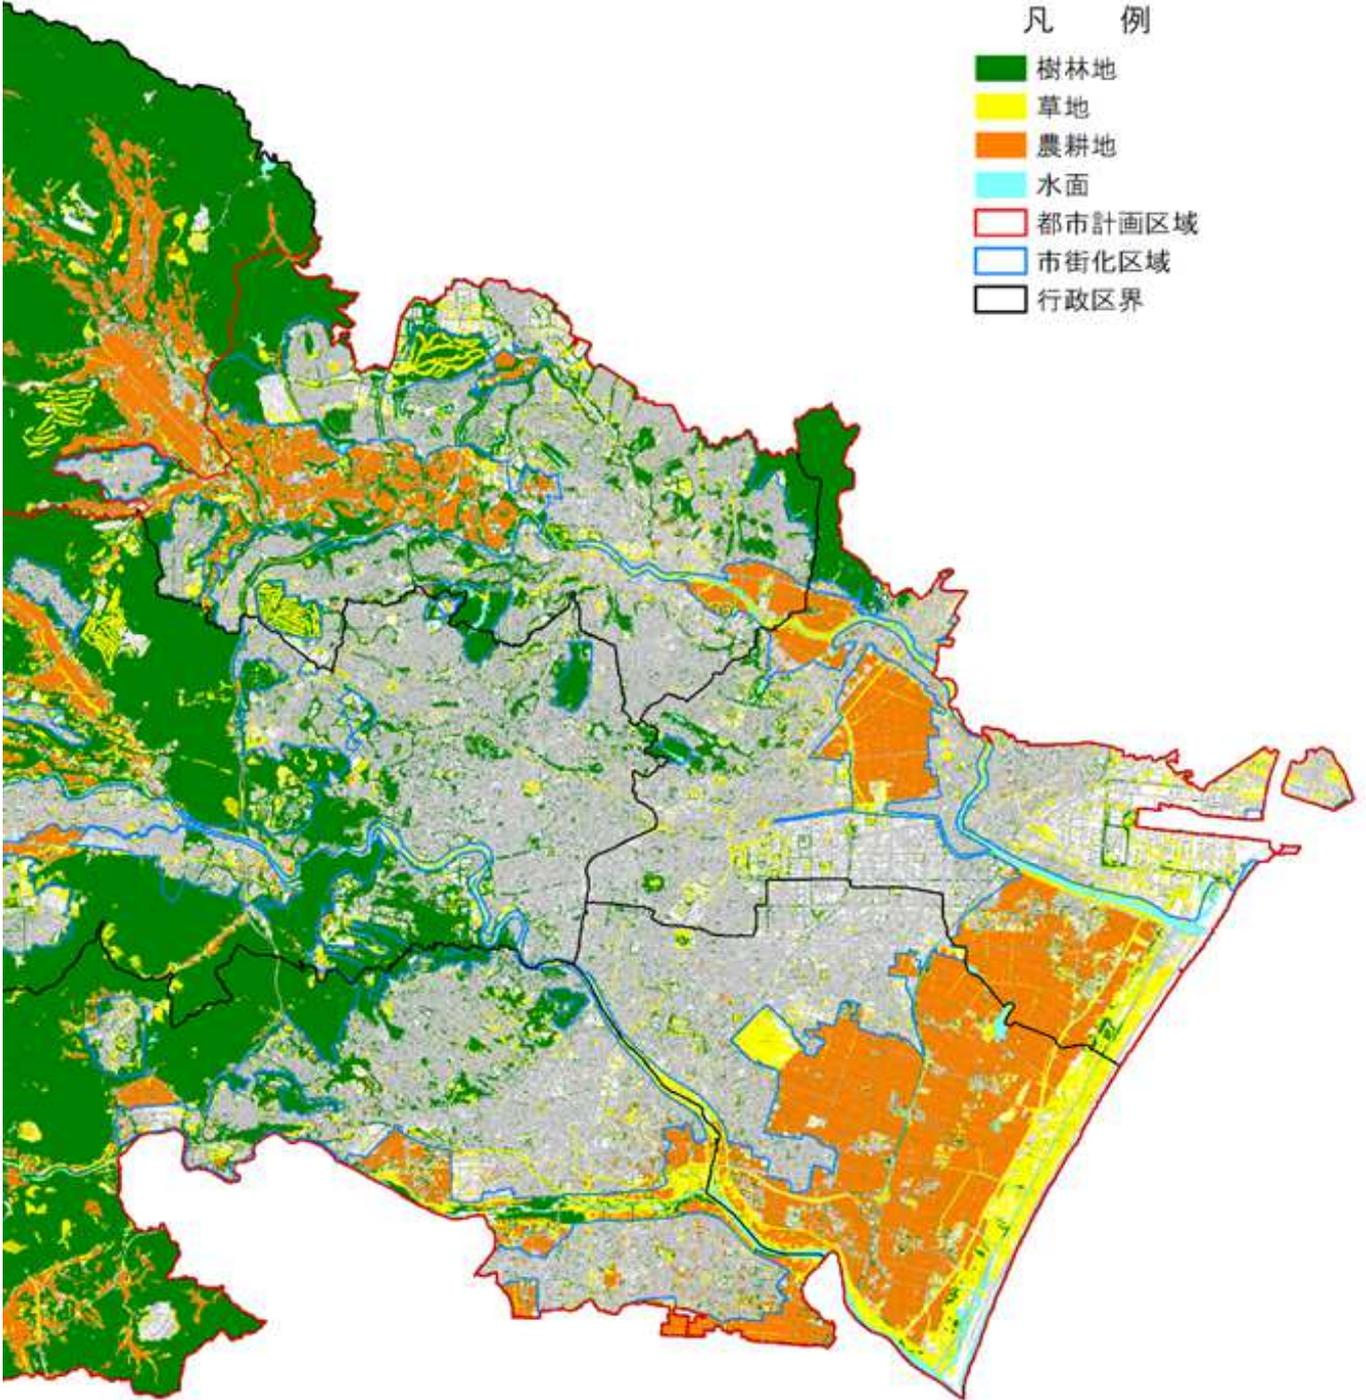 凡例
樹林地
草地
農耕地
水面
都市計画区域
市街化区域
行政区界